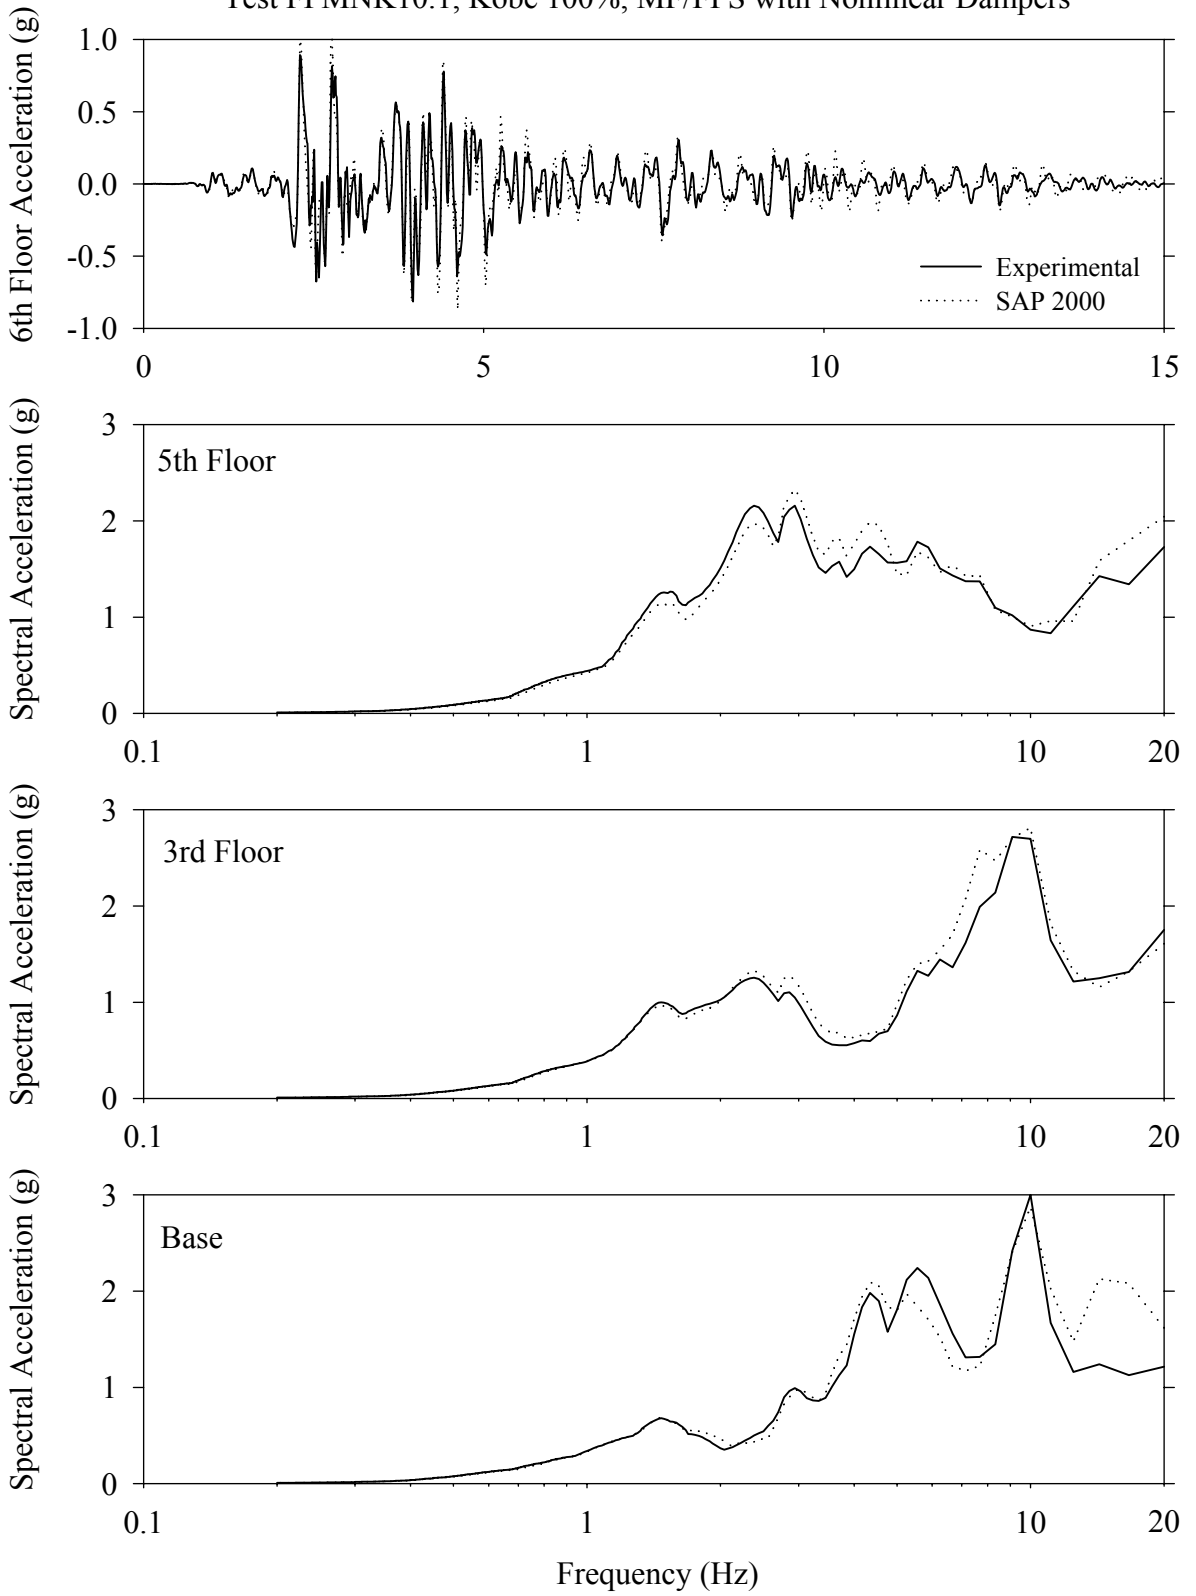 Test FPMNK10.1, Kobe 100%, MF/FPS with Nonlinear Dampers
6th Floor Acceleration (g)
1.0
0.5
0.0
-0.5
-1.0
Experimental
SAP 2000
0 5 10 15
Spectral Acceleration (g)
3
2
1
0
5th Floor
0.1 1 10 20
Spectral Acceleration (g)
3
2
1
0
3rd Floor
0.1 1 10 20
Spectral Acceleration (g)
3
2
1
0
Base
0.1 1 10 20
Frequency (Hz)